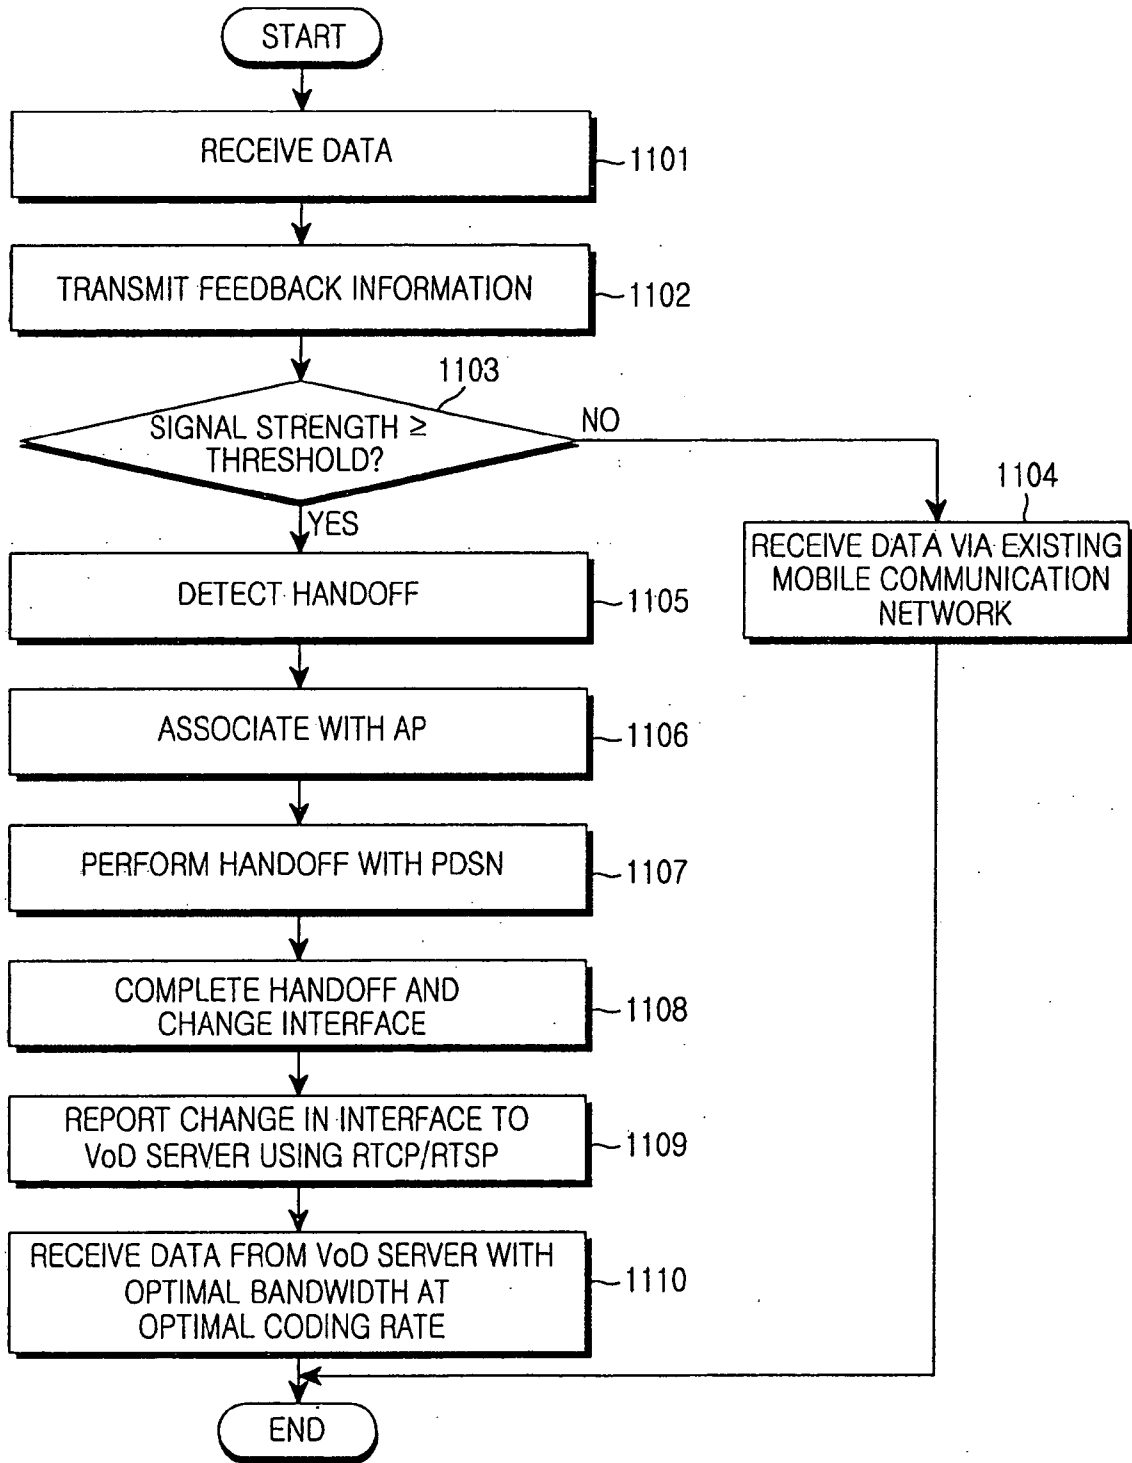 START
RECEIVE DATA
1101
TRANSMIT FEEDBACK INFORMATION
1102
1103
SIGNAL STRENGTH ≥
THRESHOLD?
NO
YES
1104
RECEIVE DATA VIA EXISTING
MOBILE COMMUNICATION
NETWORK
DETECT HANDOFF
1105
ASSOCIATE WITH AP
1106
PERFORM HANDOFF WITH PDSN
1107
COMPLETE HANDOFF AND
CHANGE INTERFACE
1108
REPORT CHANGE IN INTERFACE TO
VoD SERVER USING RTCP/RTSP
1109
RECEIVE DATA FROM VoD SERVER WITH
OPTIMAL BANDWIDTH AT
OPTIMAL CODING RATE
1110
END